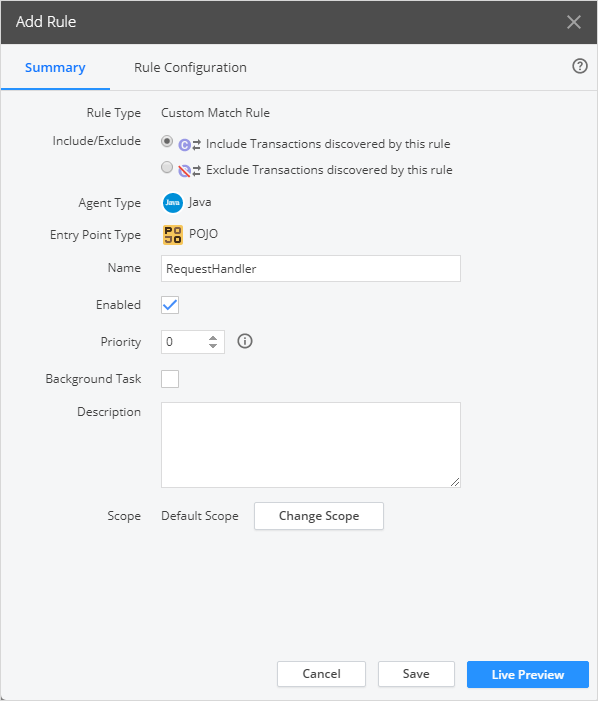 Add Rule
Summary Rule Configuration
Rule Type Custom Match Rule
Include/Exclude C Include Transactions discovered by this rule
Exclude Transactions discovered by this rule
Agent Type Java Java
Entry Point Type POJO POJO
Name RequestHandler
Enabled
Priority 0
Background Task
Description
Scope Default Scope Change Scope
Cancel Save Live Preview